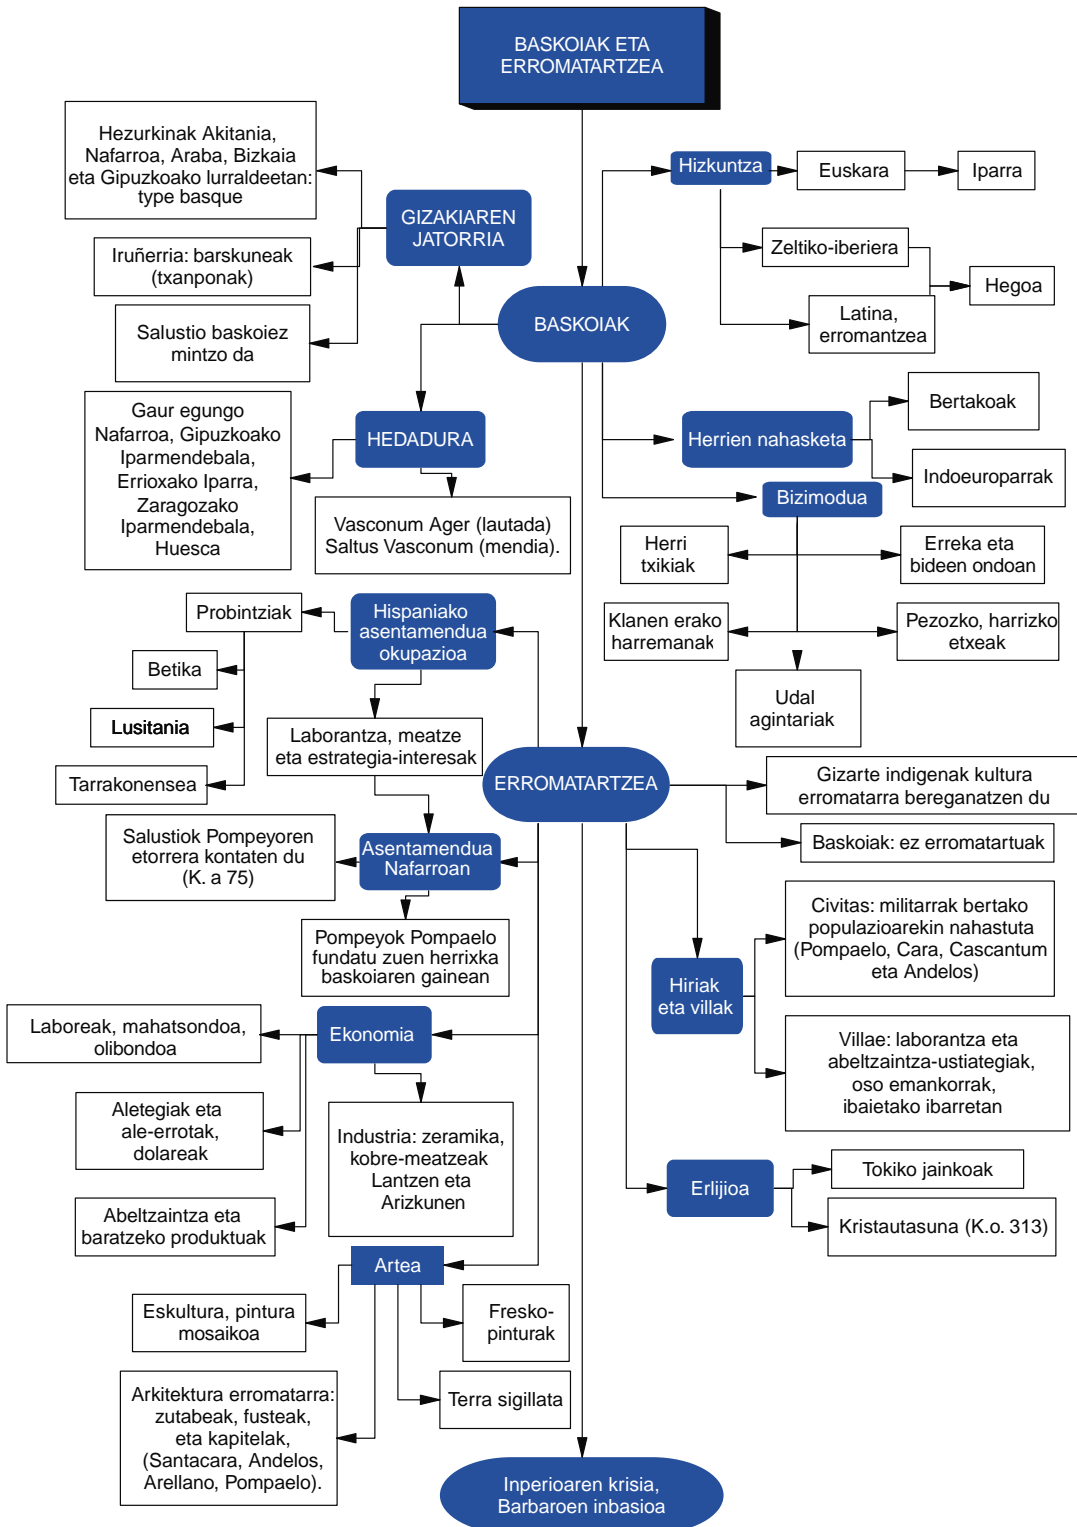 BASKOIAK ETA
ERROMATARTZEA
Hezurkinak Akitania,
Nafarroa, Araba, Bizkaia
eta Gipuzkoako lurraldeetan:
type basque
GIZAKIAREN
JATORRIA
Iruñerria: barskuneak
(txanponak)
Salustio baskoiez
mintzo da
Hizkuntza
Euskara
Iparra
Zeltiko-iberiera
Hegoa
Latina,
erromantzea
BASKOIAK
Gaur egungo
Nafarroa, Gipuzkoako
Iparmendebala,
Errioxako Iparra,
Zaragozako
Iparmendebala,
Huesca
HEDADURA
Vasconum Ager (lautada)
Saltus Vasconum (mendia).
Herrien nahasketa
Bertakoak
Indoeuroparrak
Bizimodua
Herri
txikiak
Erreka eta
bideen ondoan
Klanen erako
harremanak
Pezozko, harrizko
etxeak
Udal
agintariak
Probintziak
Hispaniako
asentamendua
okupazioa
Betika
Lusitania
Tarrakonensea
Laborantza, meatze
eta estrategia-interesak
ERROMATARTZEA
Gizarte indigenak kultura
erromatarra bereganatzen du
Baskoiak: ez erromatartuak
Salustiok Pompeyoren
etorrera kontaten du
(K. a 75)
Asentamendua
Nafarroan
Pompeyok Pompaelo
fundatu zuen herrixka
baskoiaren gainean
Hiriak
eta villak
Civitas: militarrak bertako
populazioarekin nahastuta
(Pompaelo, Cara, Cascantum
eta Andelos)
Villae: laborantza eta
abeltzaintza-ustiategiak,
oso emankorrak,
ibaietako ibarretan
Laboreak, mahatsondoa,
olibondoa
Ekonomia
Aletegiak eta
ale-errotak,
dolareak
Industria: zeramika,
kobre-meatzeak
Lantzen eta
Arizkunen
Abeltzaintza eta
baratzeko produktuak
Erlijioa
Tokiko jainkoak
Kristautasuna (K.o. 313)
Artea
Eskultura, pintura
mosaikoa
Fresko-
pinturak
Terra sigillata
Arkitektura erromatarra:
zutabeak, fusteak,
eta kapitelak,
(Santacara, Andelos,
Arellano, Pompaelo).
Inperioaren krisia,
Barbaroen inbasioa